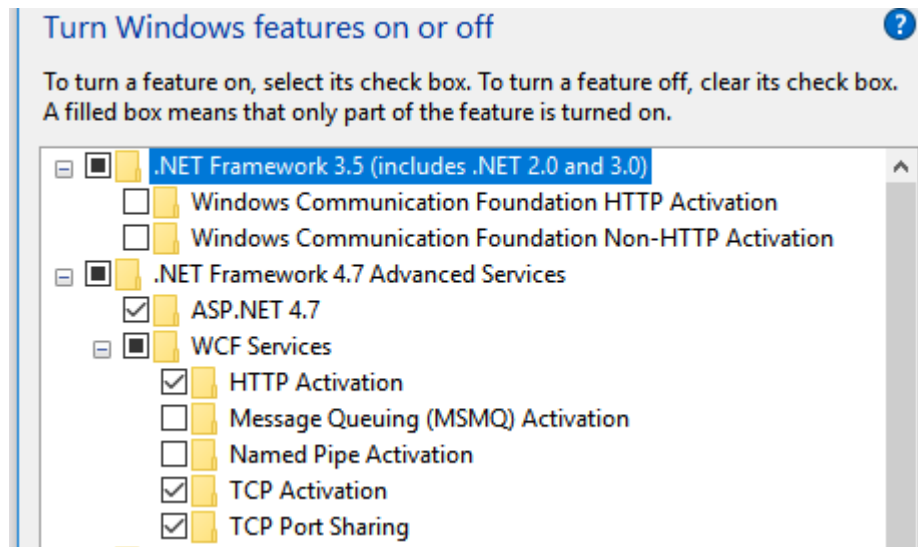 Turn Windows features on or off
?
To turn a feature on, select its check box. To turn a feature off, clear its check box.
A filled box means that only part of the feature is turned on.
.NET Framework 3.5 (includes .NET 2.0 and 3.0)
Windows Communication Foundation HTTP Activation
Windows Communication Foundation Non-HTTP Activation
.NET Framework 4.7 Advanced Services
ASP.NET 4.7
WCF Services
HTTP Activation
Message Queuing (MSMQ) Activation
Named Pipe Activation
TCP Activation
TCP Port Sharing